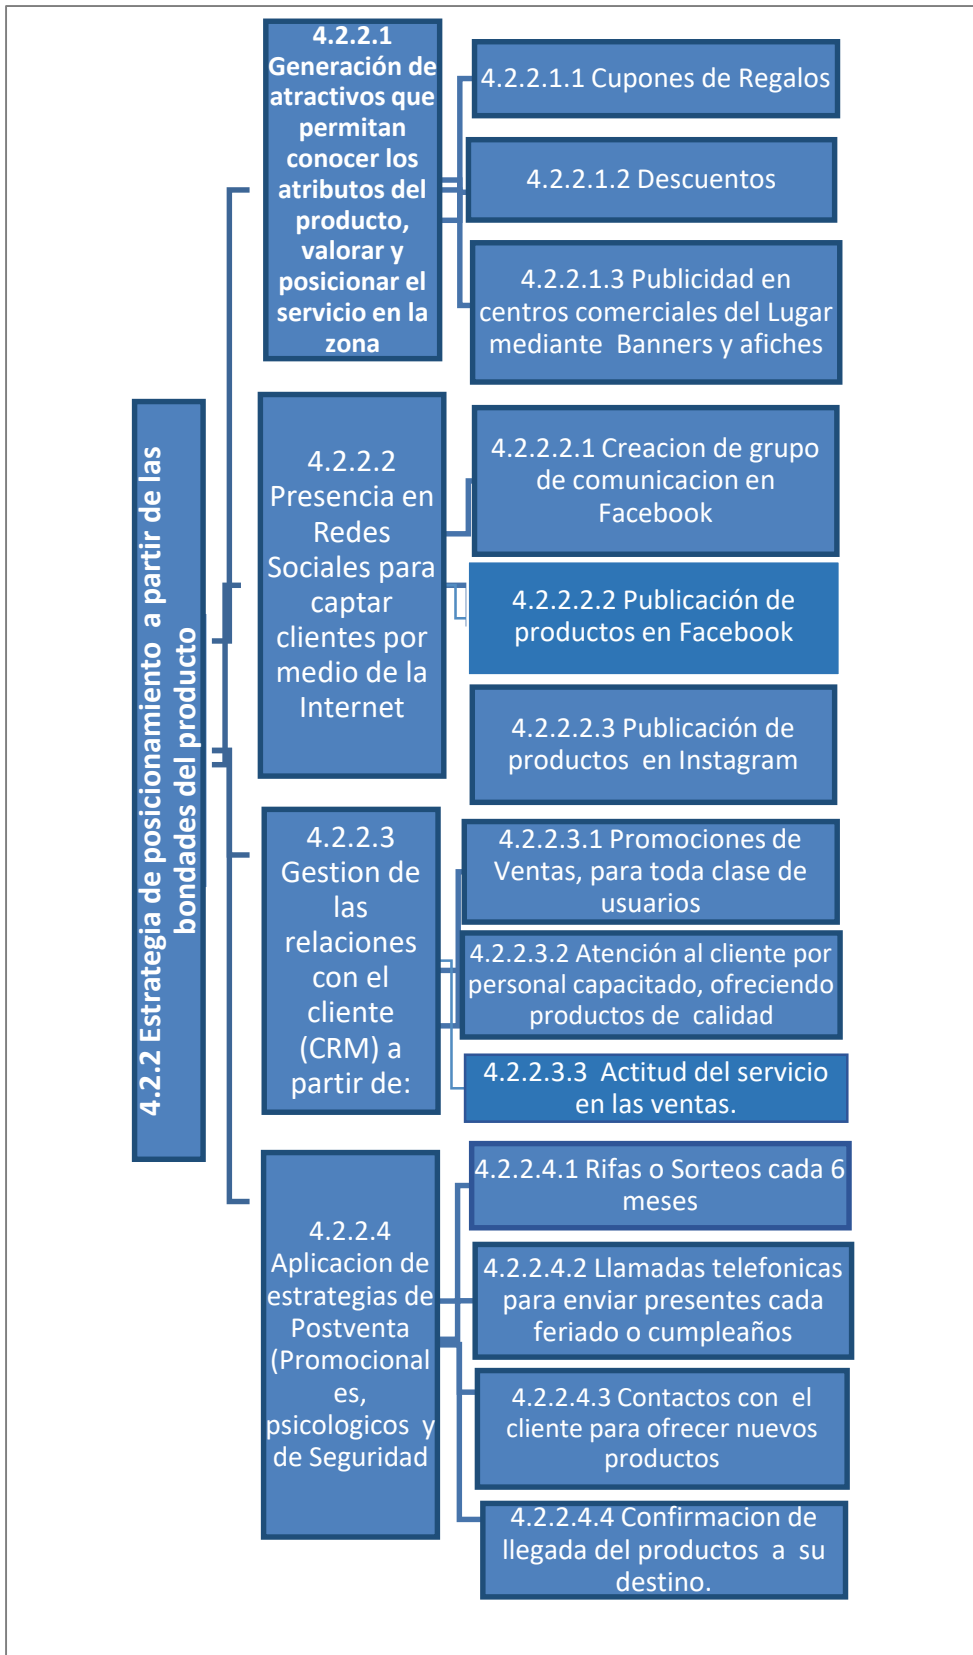 4.2.2 Estrategia de posicionamiento a partir de las
bondades del producto
4.2.2.1
Generación de
atractivos que
permitan
conocer los
atributos del
producto,
valorar y
posicionar el
servicio en la
zona
4.2.2.1.1 Cupones de Regalos
4.2.2.1.2 Descuentos
4.2.2.1.3 Publicidad en
centros comerciales del Lugar
mediante Banners y afiches
4.2.2.2
Presencia en
Redes
Sociales para
captar
clientes por
medio de la
Internet
4.2.2.2.1 Creacion de grupo
de comunicacion en
Facebook
4.2.2.2.2 Publicación de
productos en Facebook
4.2.2.2.3 Publicación de
productos en Instagram
4.2.2.3
Gestion de
las
relaciones
con el
cliente
(CRM) a
partir de:
4.2.2.3.1 Promociones de
Ventas, para toda clase de
usuarios
4.2.2.3.2 Atención al cliente por
personal capacitado, ofreciendo
productos de calidad
4.2.2.3.3 Actitud del servicio
en las ventas.
4.2.2.4
Aplicacion de
estrategias de
Postventa
(Promocional
es,
psicologicos y
de Seguridad
4.2.2.4.1 Rifas o Sorteos cada 6
meses
4.2.2.4.2 Llamadas telefonicas
para enviar presentes cada
feriado o cumpleaños
4.2.2.4.3 Contactos con el
cliente para ofrecer nuevos
productos
4.2.2.4.4 Confirmacion de
llegada del productos a su
destino.